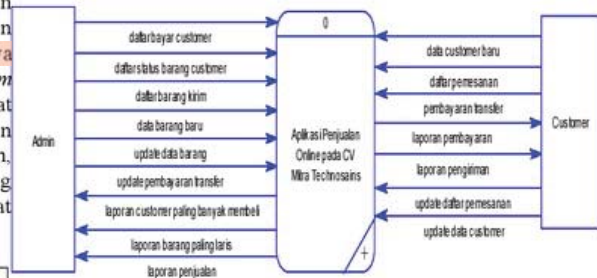 n
n
a
m
at
n
n,
g
at
Admin
daftar bayar customer
daftar status barang customer
daftar barang kirim
data barang baru
update data barang
update pembayaran transfer
laporan customer paling banyak membeli
laporan barang paling laris
laporan penjualan
0
Aplikasi Penjualan
Online pada CV
Mitra Technosains
+
data customer baru
daftar pemesanan
pembayaran transfer
laporan pembayaran
laporan pengiriman
update daftar pemesanan
update data customer
Customer